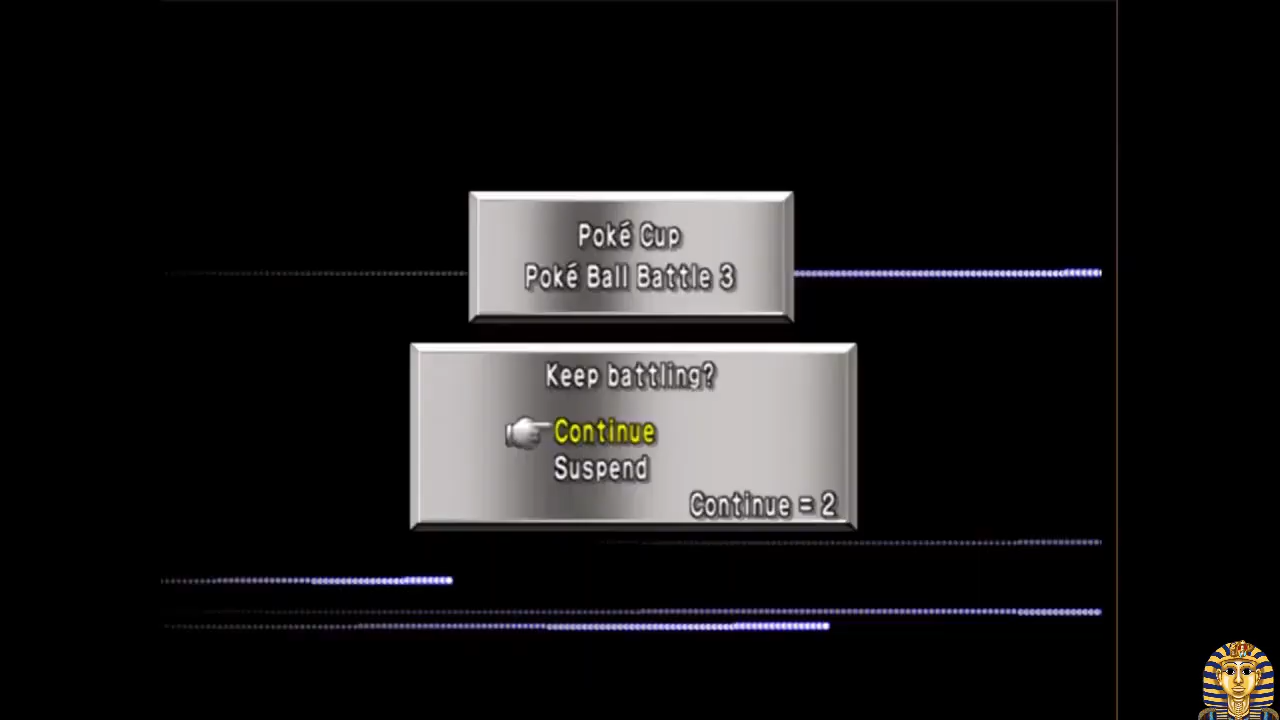 Poké Cup
Poké Ball Battle 3
Keep battling?
Continue
Suspend
Continue = 2